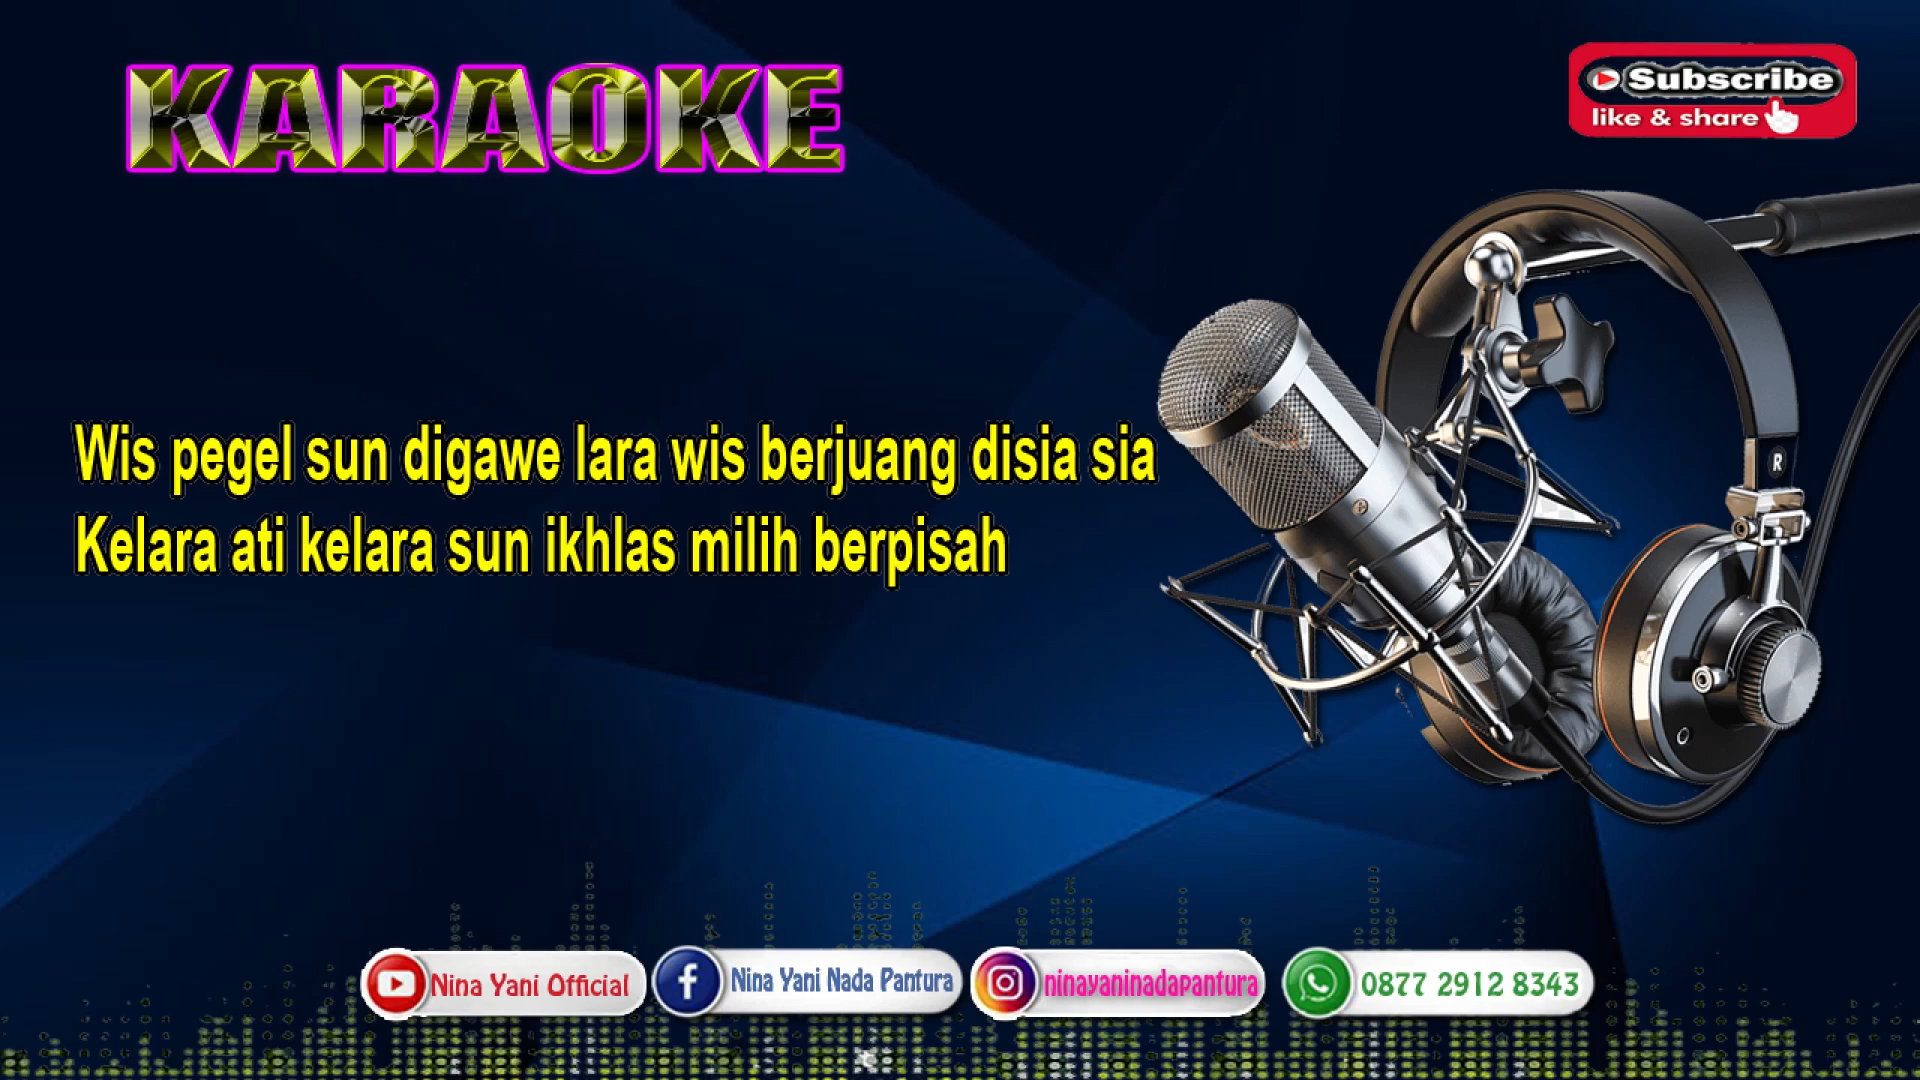 KARAOKE
Subscribe
like & share
R
Wis pegel sun digawe lara wis berjuang disia sia
Kelara ati kelara sun ikhlas milih berpisah
Nina Yani Official
Nina Yani Nada Pantura
ninayaninadapantura
0877 2912 8343